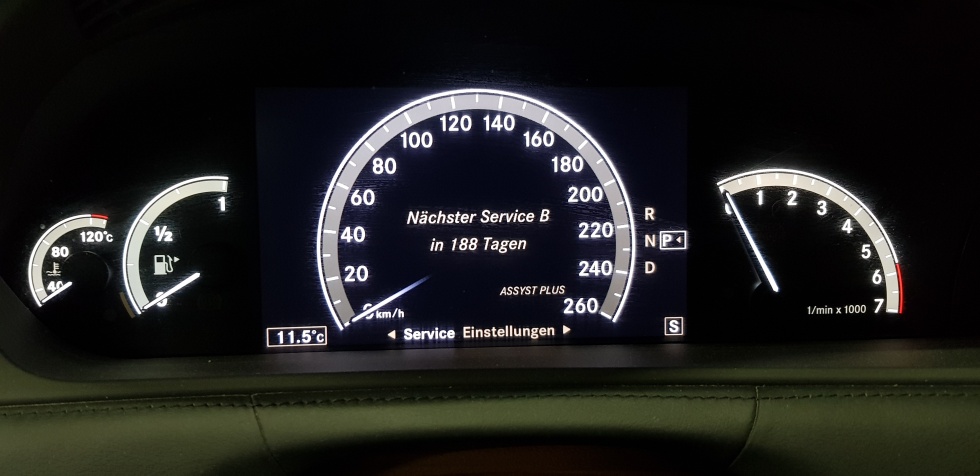 120°C
80
40
1
½
0
20
40
60
80
100
120
140
160
180
200
220
240
260
km/h
Nächster Service B
in 188 Tagen
ASSYST PLUS
Service Einstellungen
11.5°C
R
N P
D
S
1
2
3
4
5
6
7
1/min x 1000